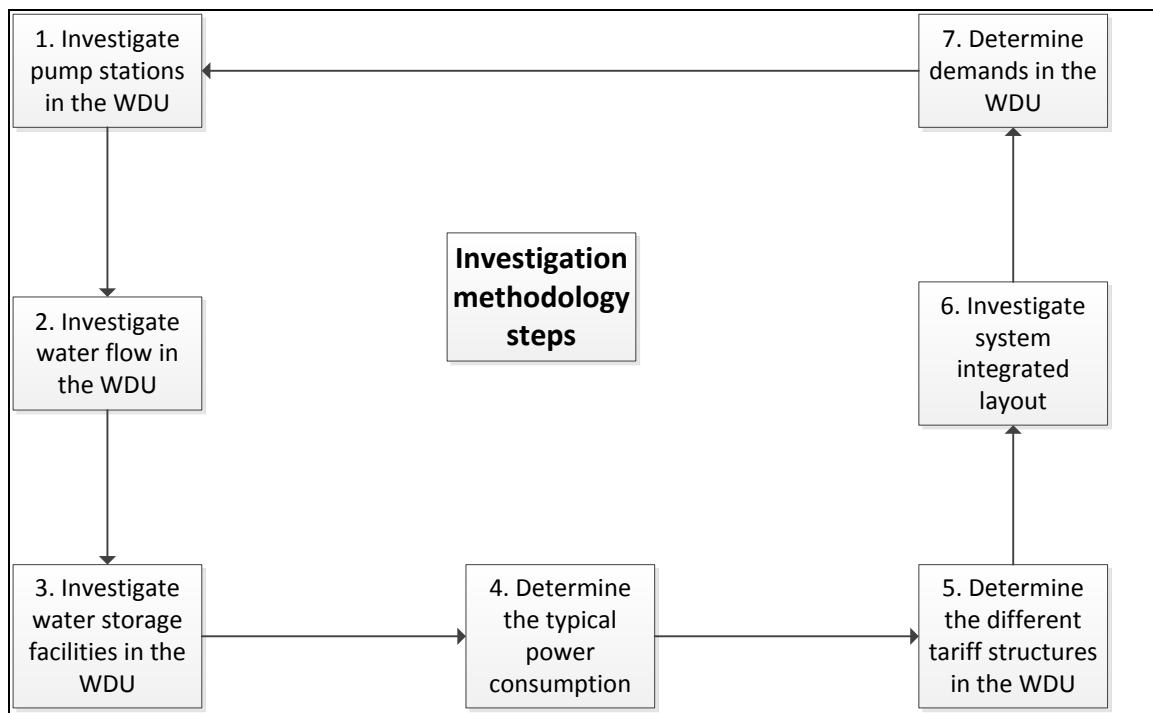 1. Investigate
pump stations
in the WDU
7. Determine
demands in the
WDU
Investigation
methodology
steps
2. Investigate
water flow in
the WDU
6. Investigate
system
integrated
layout
3. Investigate
water storage
facilities in the
WDU
4. Determine
the typical
power
consumption
5. Determine
the different
tariff structures
in the WDU